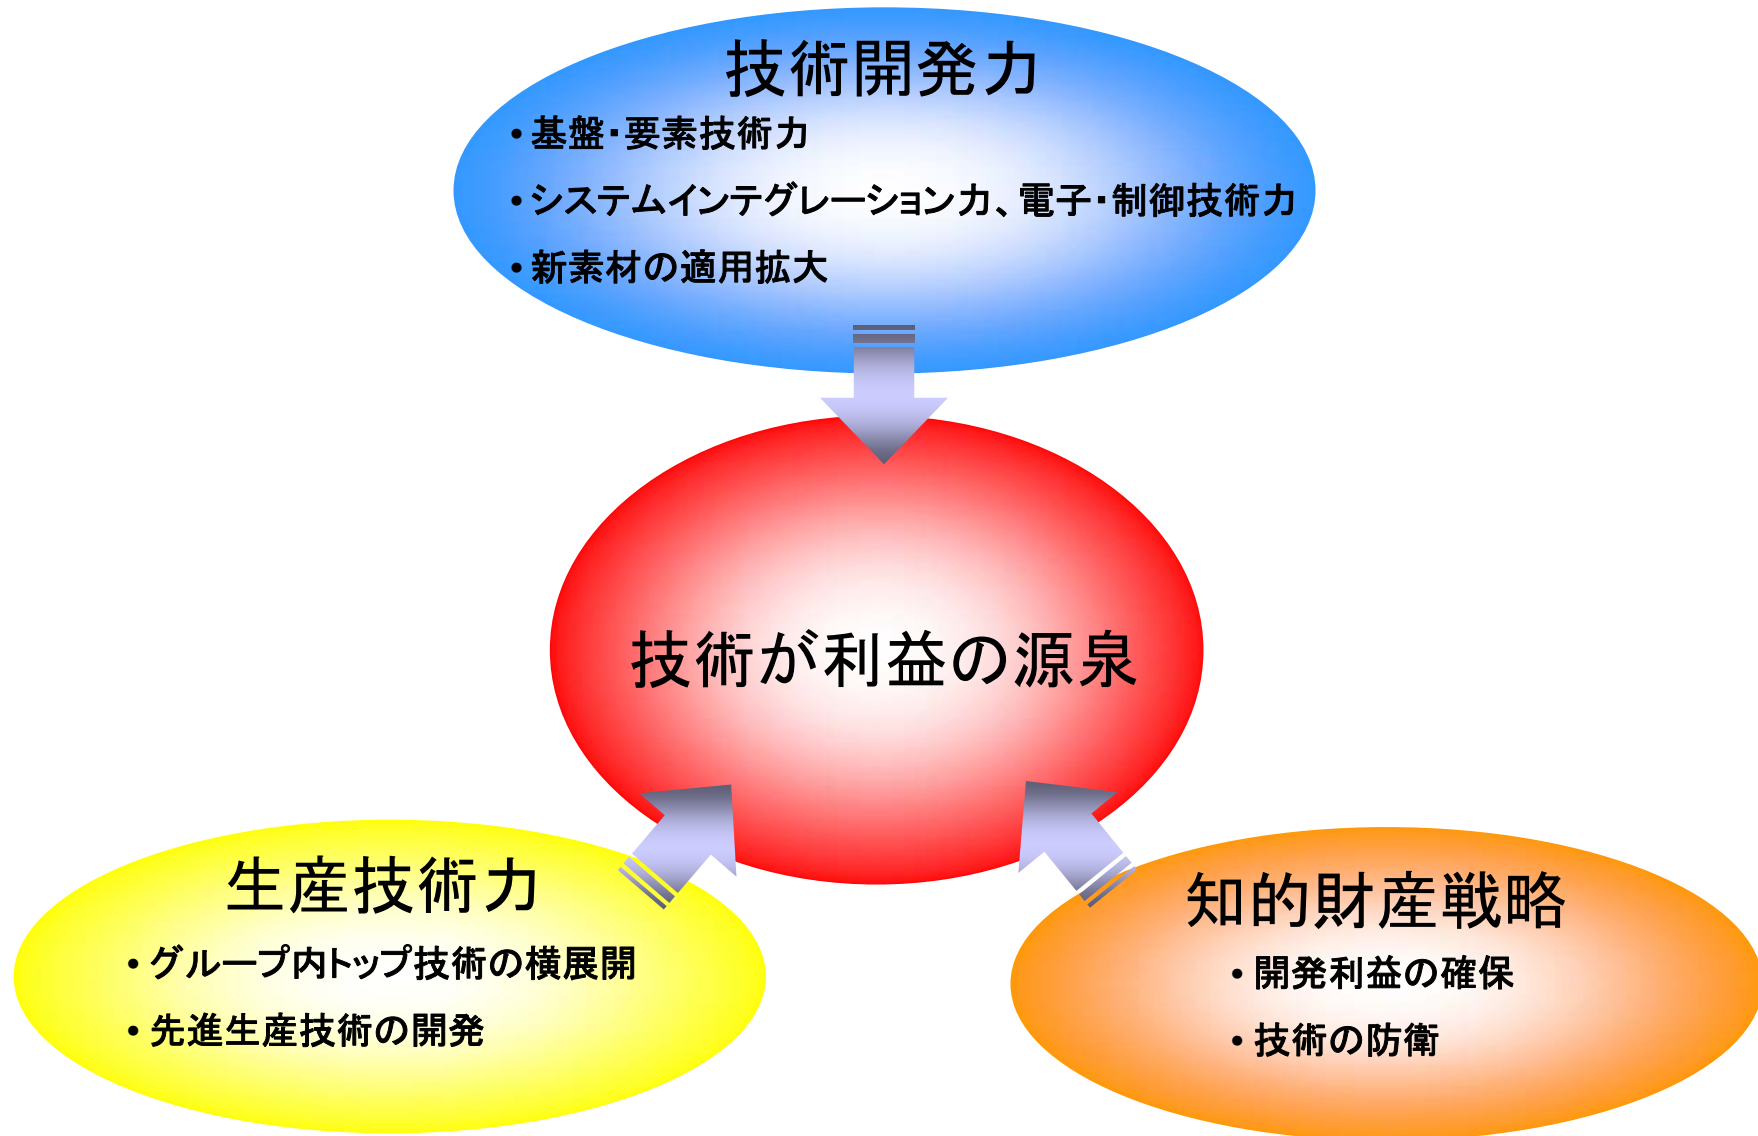 技術開発力
・基盤・要素技術力
・システムインテグレーション力、電子・制御技術力
・新素材の適用拡大
技術が利益の源泉
生産技術力
・グループ内トップ技術の横展開
・先進生産技術の開発
知的財産戦略
・開発利益の確保
・技術の防衛